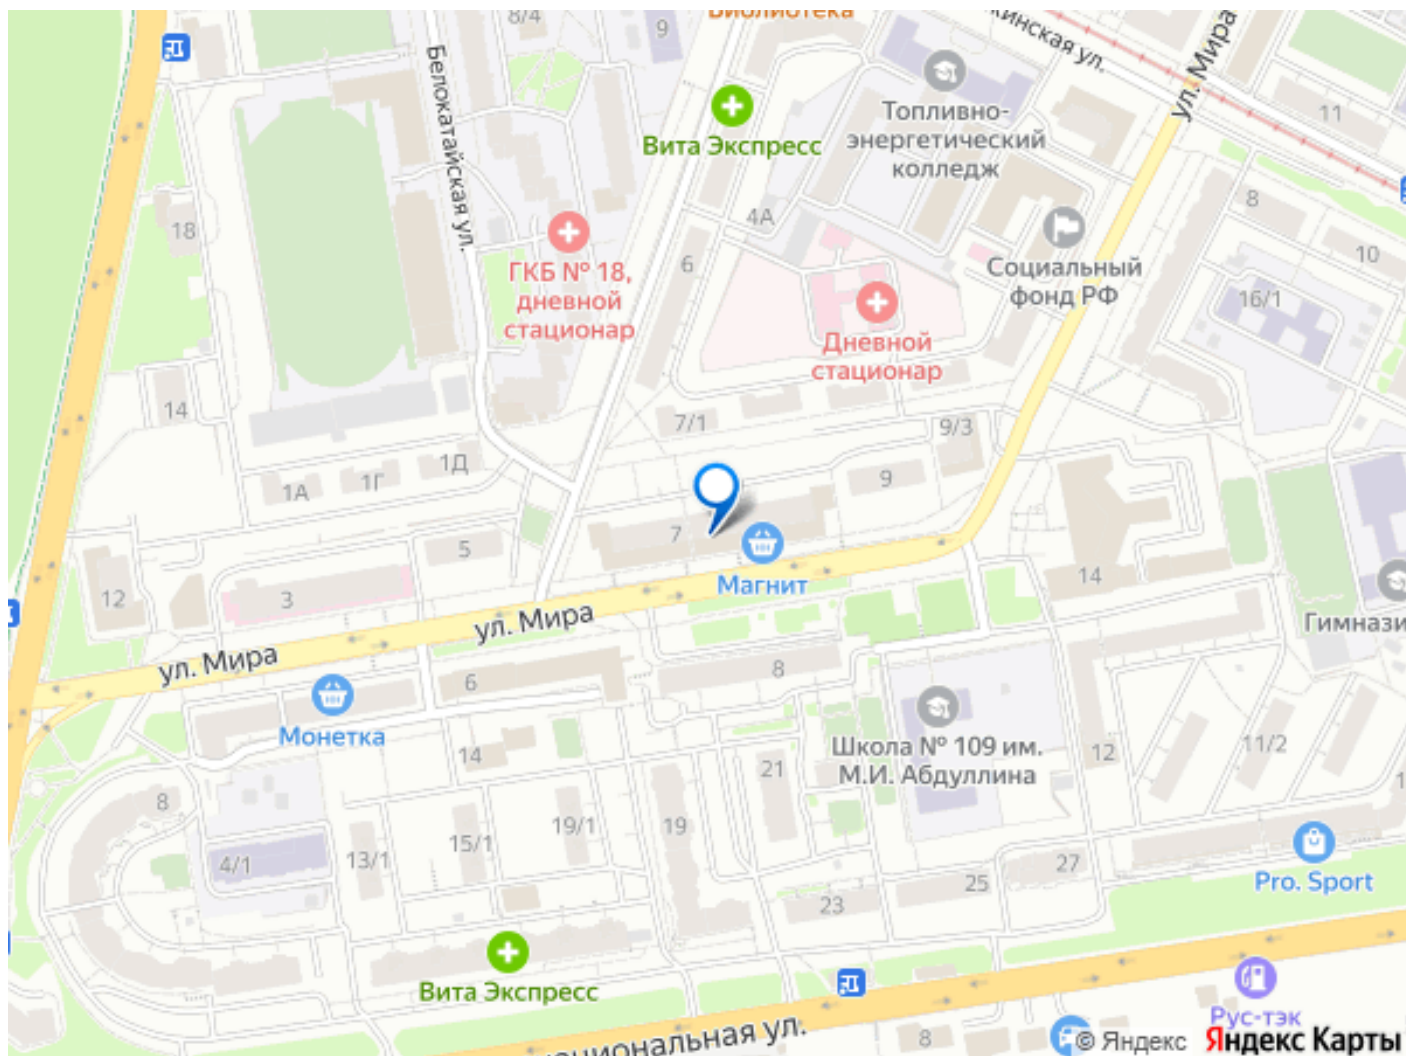 8/4
9
Библиотека
ул. Мира
11
Белокатайская ул.
Вита Экспресс
Топливно-
энергетический
колледж
18
4А
8
10
6
ГКБ № 18,
дневной
стационар
Социальный
фонд РФ
16/1
Дневной
стационар
14
7/1
9/3
1А
1Г
1Д
9
5
7
Магнит
12
3
14
Гимнази
ул. Мира
ул. Мира
6
8
Монетка
14
21
Школа № 109 им.
М.И. Абдуллина
12
11/2
8
4/1
13/1
15/1
19/1
19
27
25
23
Pro. Sport
Вита Экспресс
Рус-тэк
8
© Яндекс Яндекс Карты